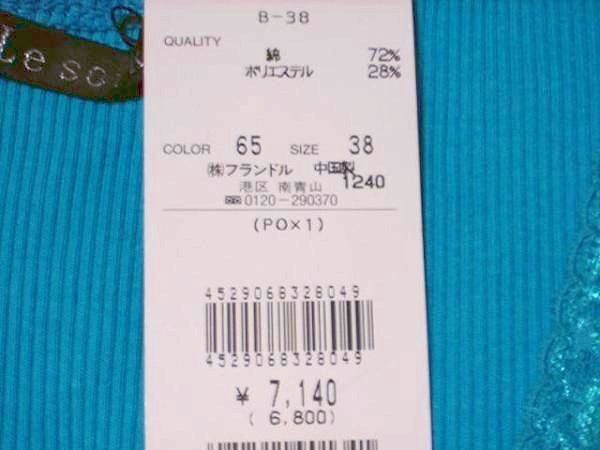 Le so
B-38
QUALITY
綿 72%
ポリエステル 28%
COLOR 65 SIZE 38
㈱フランドル 中国製
港区 南青山 1240
0120-290370
(PO×1)
4529068328049
4529068328049
¥ 7,140
(6,800)